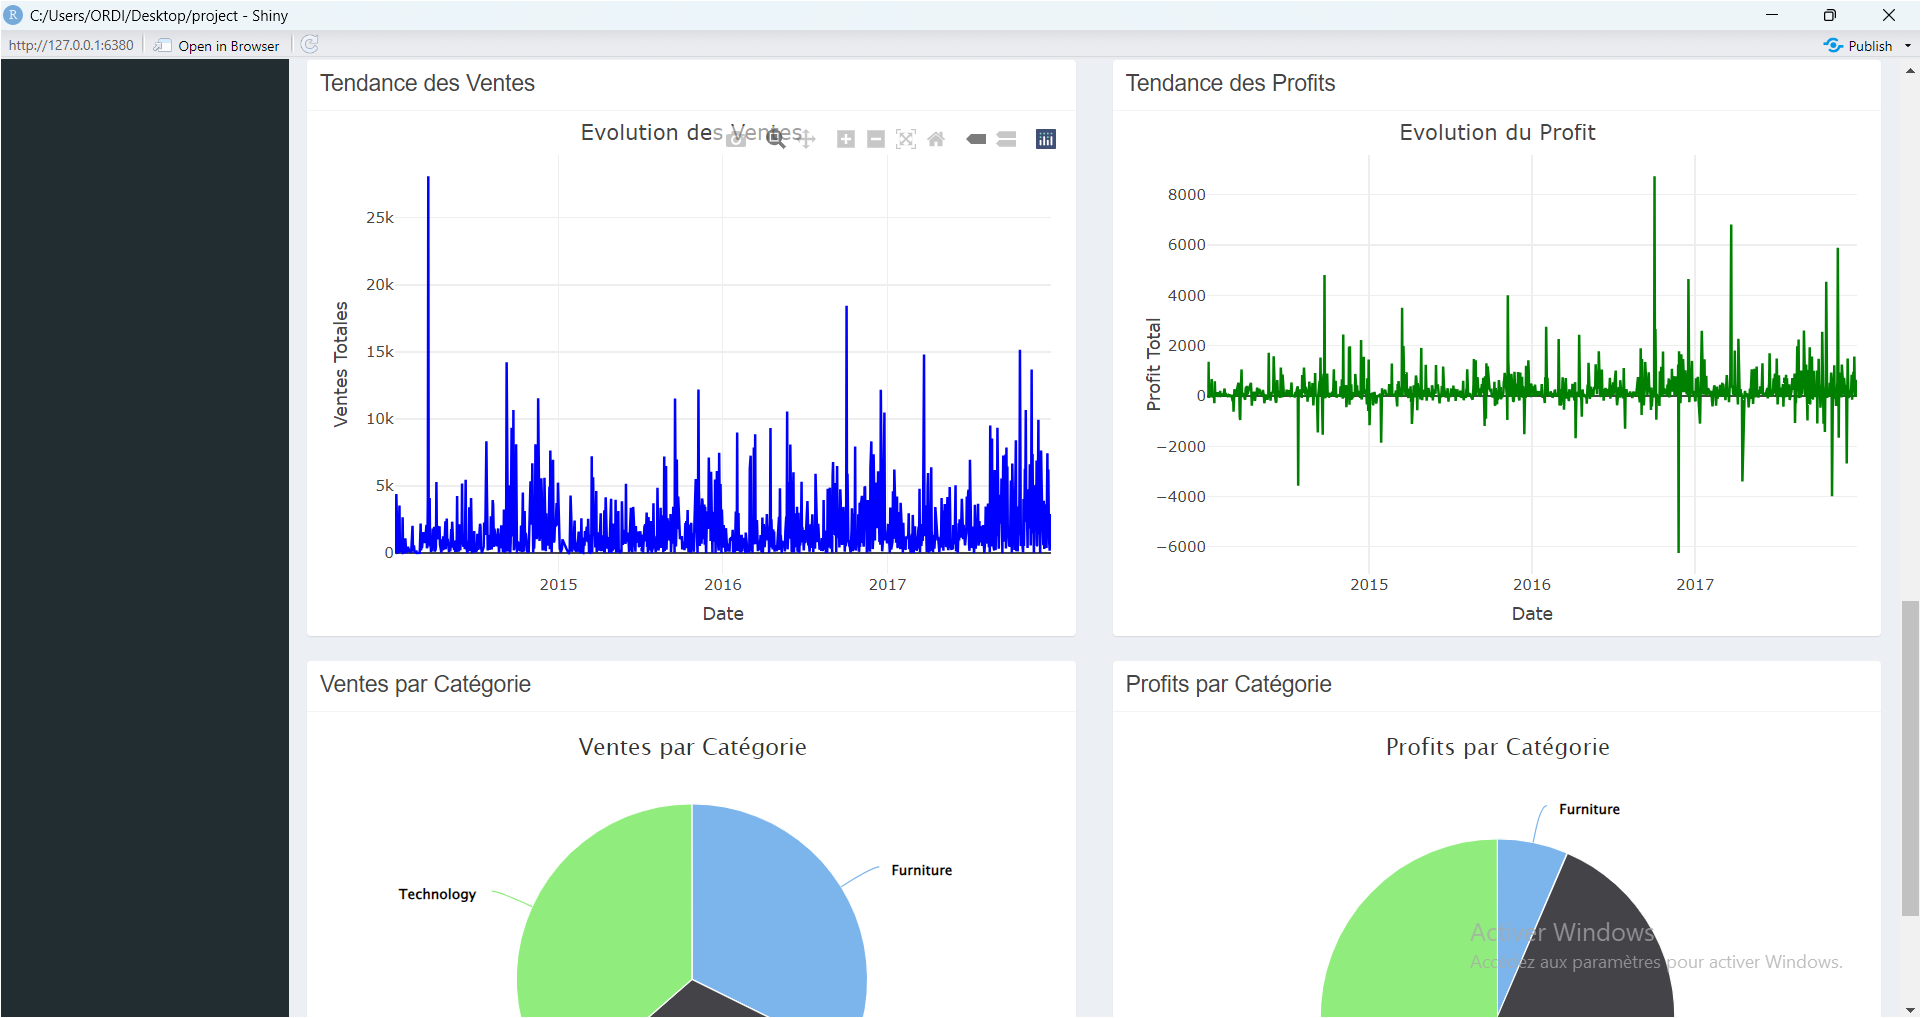 C:/Users/ORDI/Desktop/project - Shiny
http://127.0.0.1:6380
Open in Browser
Publish
Tendance des Ventes
Evolution des Ventes
25k
20k
15k
10k
5k
0
Ventes Totales
2015
2016
2017
Date
Tendance des Profits
Evolution du Profit
8000
6000
4000
2000
0
−2000
−4000
−6000
Profit Total
2015
2016
2017
Date
Ventes par Catégorie
Ventes par Catégorie
Furniture
Technology
Profits par Catégorie
Profits par Catégorie
Furniture
Activer Windows
Accédez aux paramètres pour activer Windows.